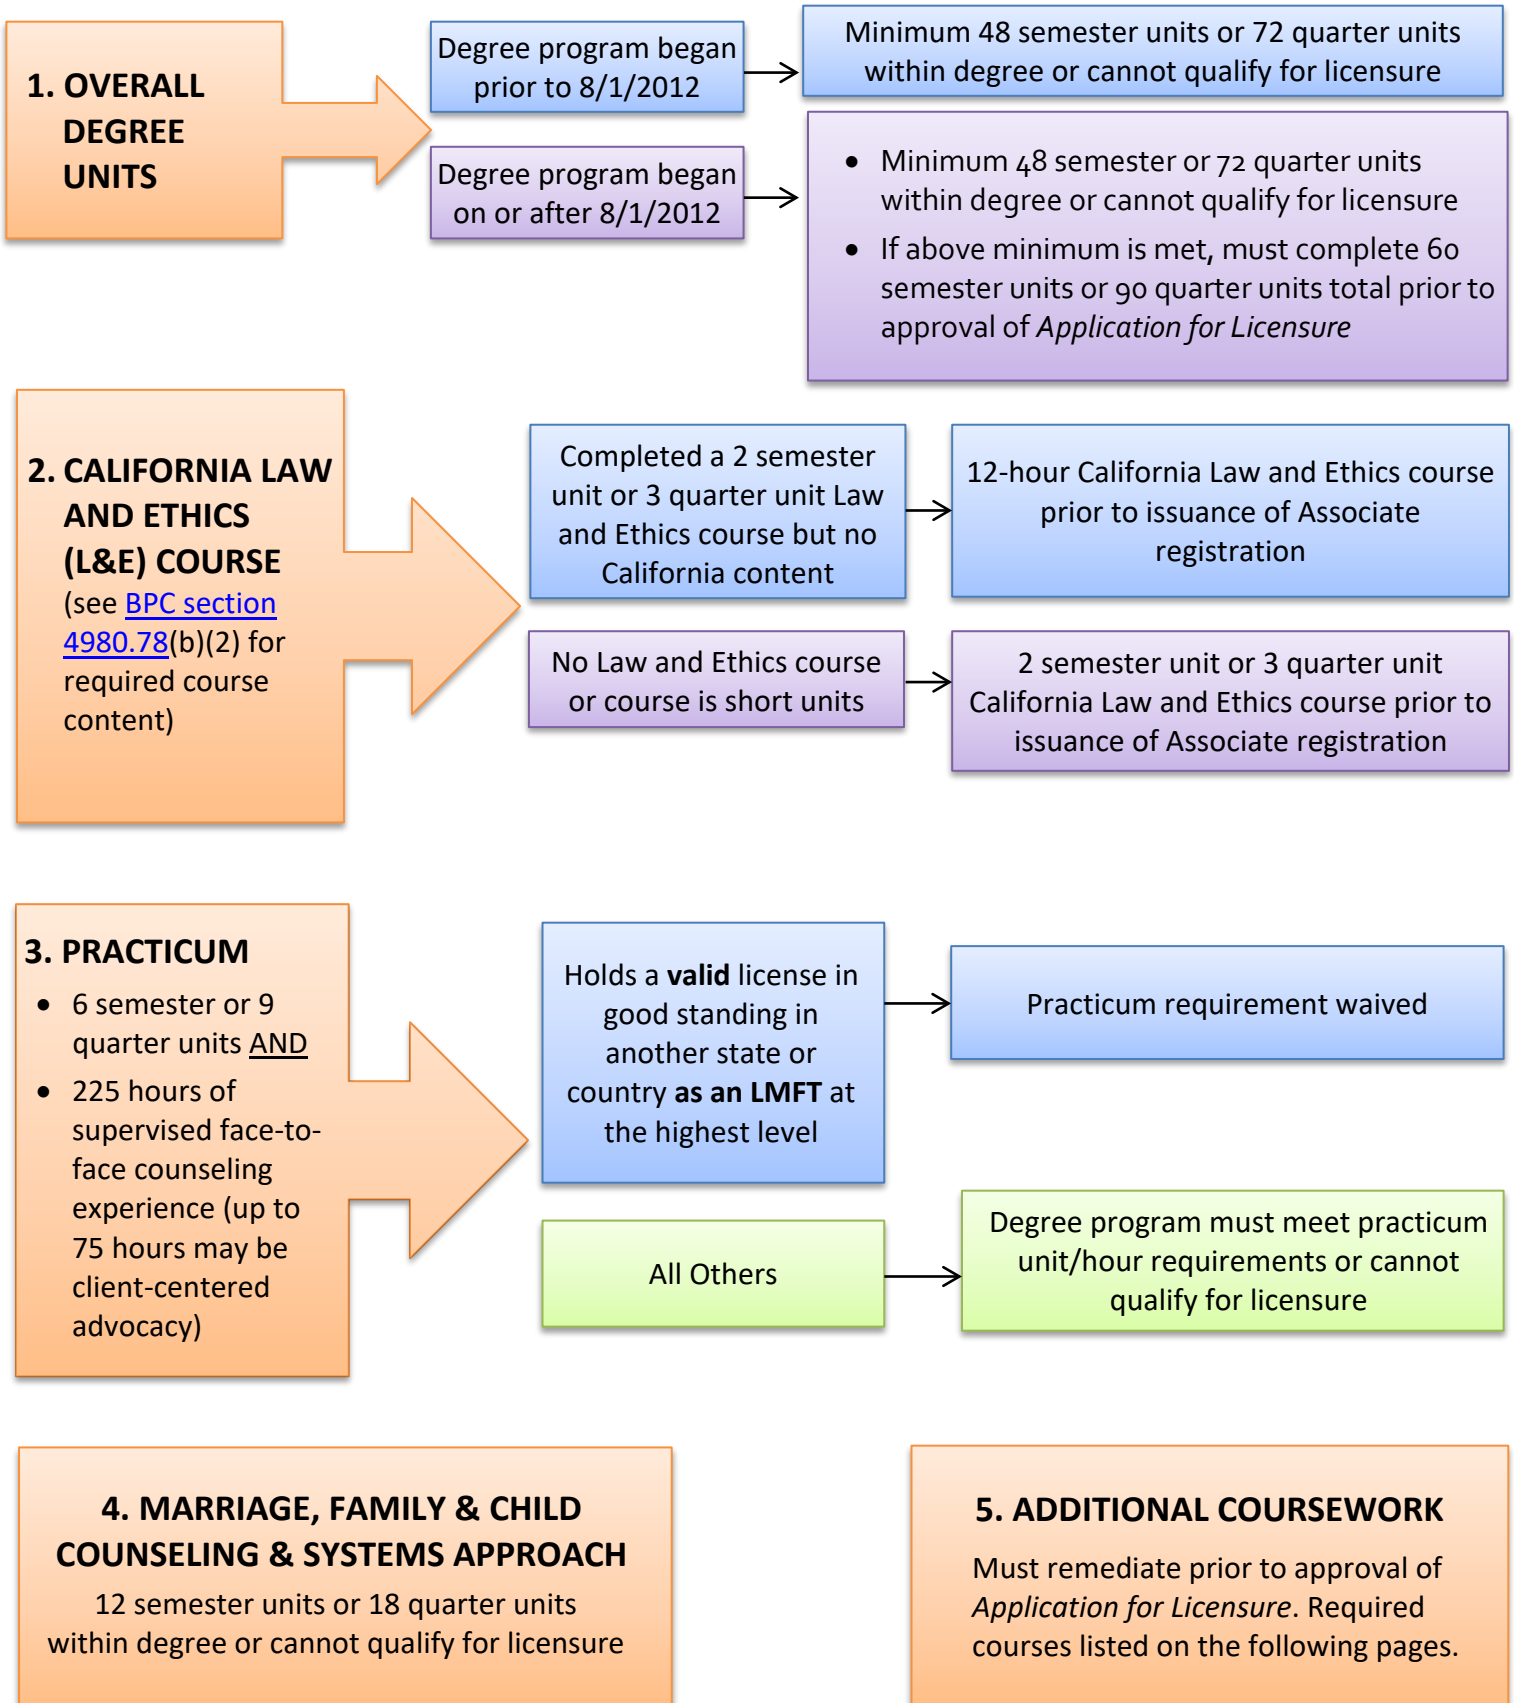 1. OVERALL
DEGREE
UNITS
Degree program began
prior to 8/1/2012
Minimum 48 semester units or 72 quarter units
within degree or cannot qualify for licensure
Degree program began
on or after 8/1/2012
• Minimum 48 semester or 72 quarter units
within degree or cannot qualify for licensure
• If above minimum is met, must complete 60
semester units or 90 quarter units total prior to
approval of Application for Licensure
2. CALIFORNIA LAW
AND ETHICS
(L&E) COURSE
(see BPC section
4980.78(b)(2) for
required course
content)
Completed a 2 semester
unit or 3 quarter unit Law
and Ethics course but no
California content
12-hour California Law and Ethics course
prior to issuance of Associate
registration
No Law and Ethics course
or course is short units
2 semester unit or 3 quarter unit
California Law and Ethics course prior to
issuance of Associate registration
3. PRACTICUM
• 6 semester or 9
quarter units AND
• 225 hours of
supervised face-to-
face counseling
experience (up to
75 hours may be
client-centered
advocacy)
Holds a valid license in
good standing in
another state or
country as an LMFT at
the highest level
Practicum requirement waived
All Others
Degree program must meet practicum
unit/hour requirements or cannot
qualify for licensure
4. MARRIAGE, FAMILY & CHILD
COUNSELING & SYSTEMS APPROACH
12 semester units or 18 quarter units
within degree or cannot qualify for licensure
5. ADDITIONAL COURSEWORK
Must remediate prior to approval of
Application for Licensure. Required
courses listed on the following pages.